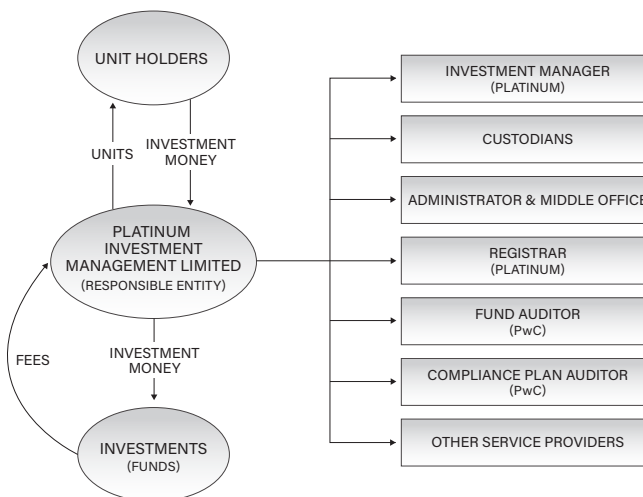 UNIT HOLDERS
UNITS
INVESTMENT
MONEY
PLATINUM
INVESTMENT
MANAGEMENT LIMITED
(RESPONSIBLE ENTITY)
FEES
INVESTMENT
MONEY
INVESTMENTS
(FUNDS)
INVESTMENT MANAGER
(PLATINUM)
CUSTODIANS
ADMINISTRATOR & MIDDLE OFFICE
REGISTRAR
(PLATINUM)
FUND AUDITOR
(PwC)
COMPLIANCE PLAN AUDITOR
(PwC)
OTHER SERVICE PROVIDERS